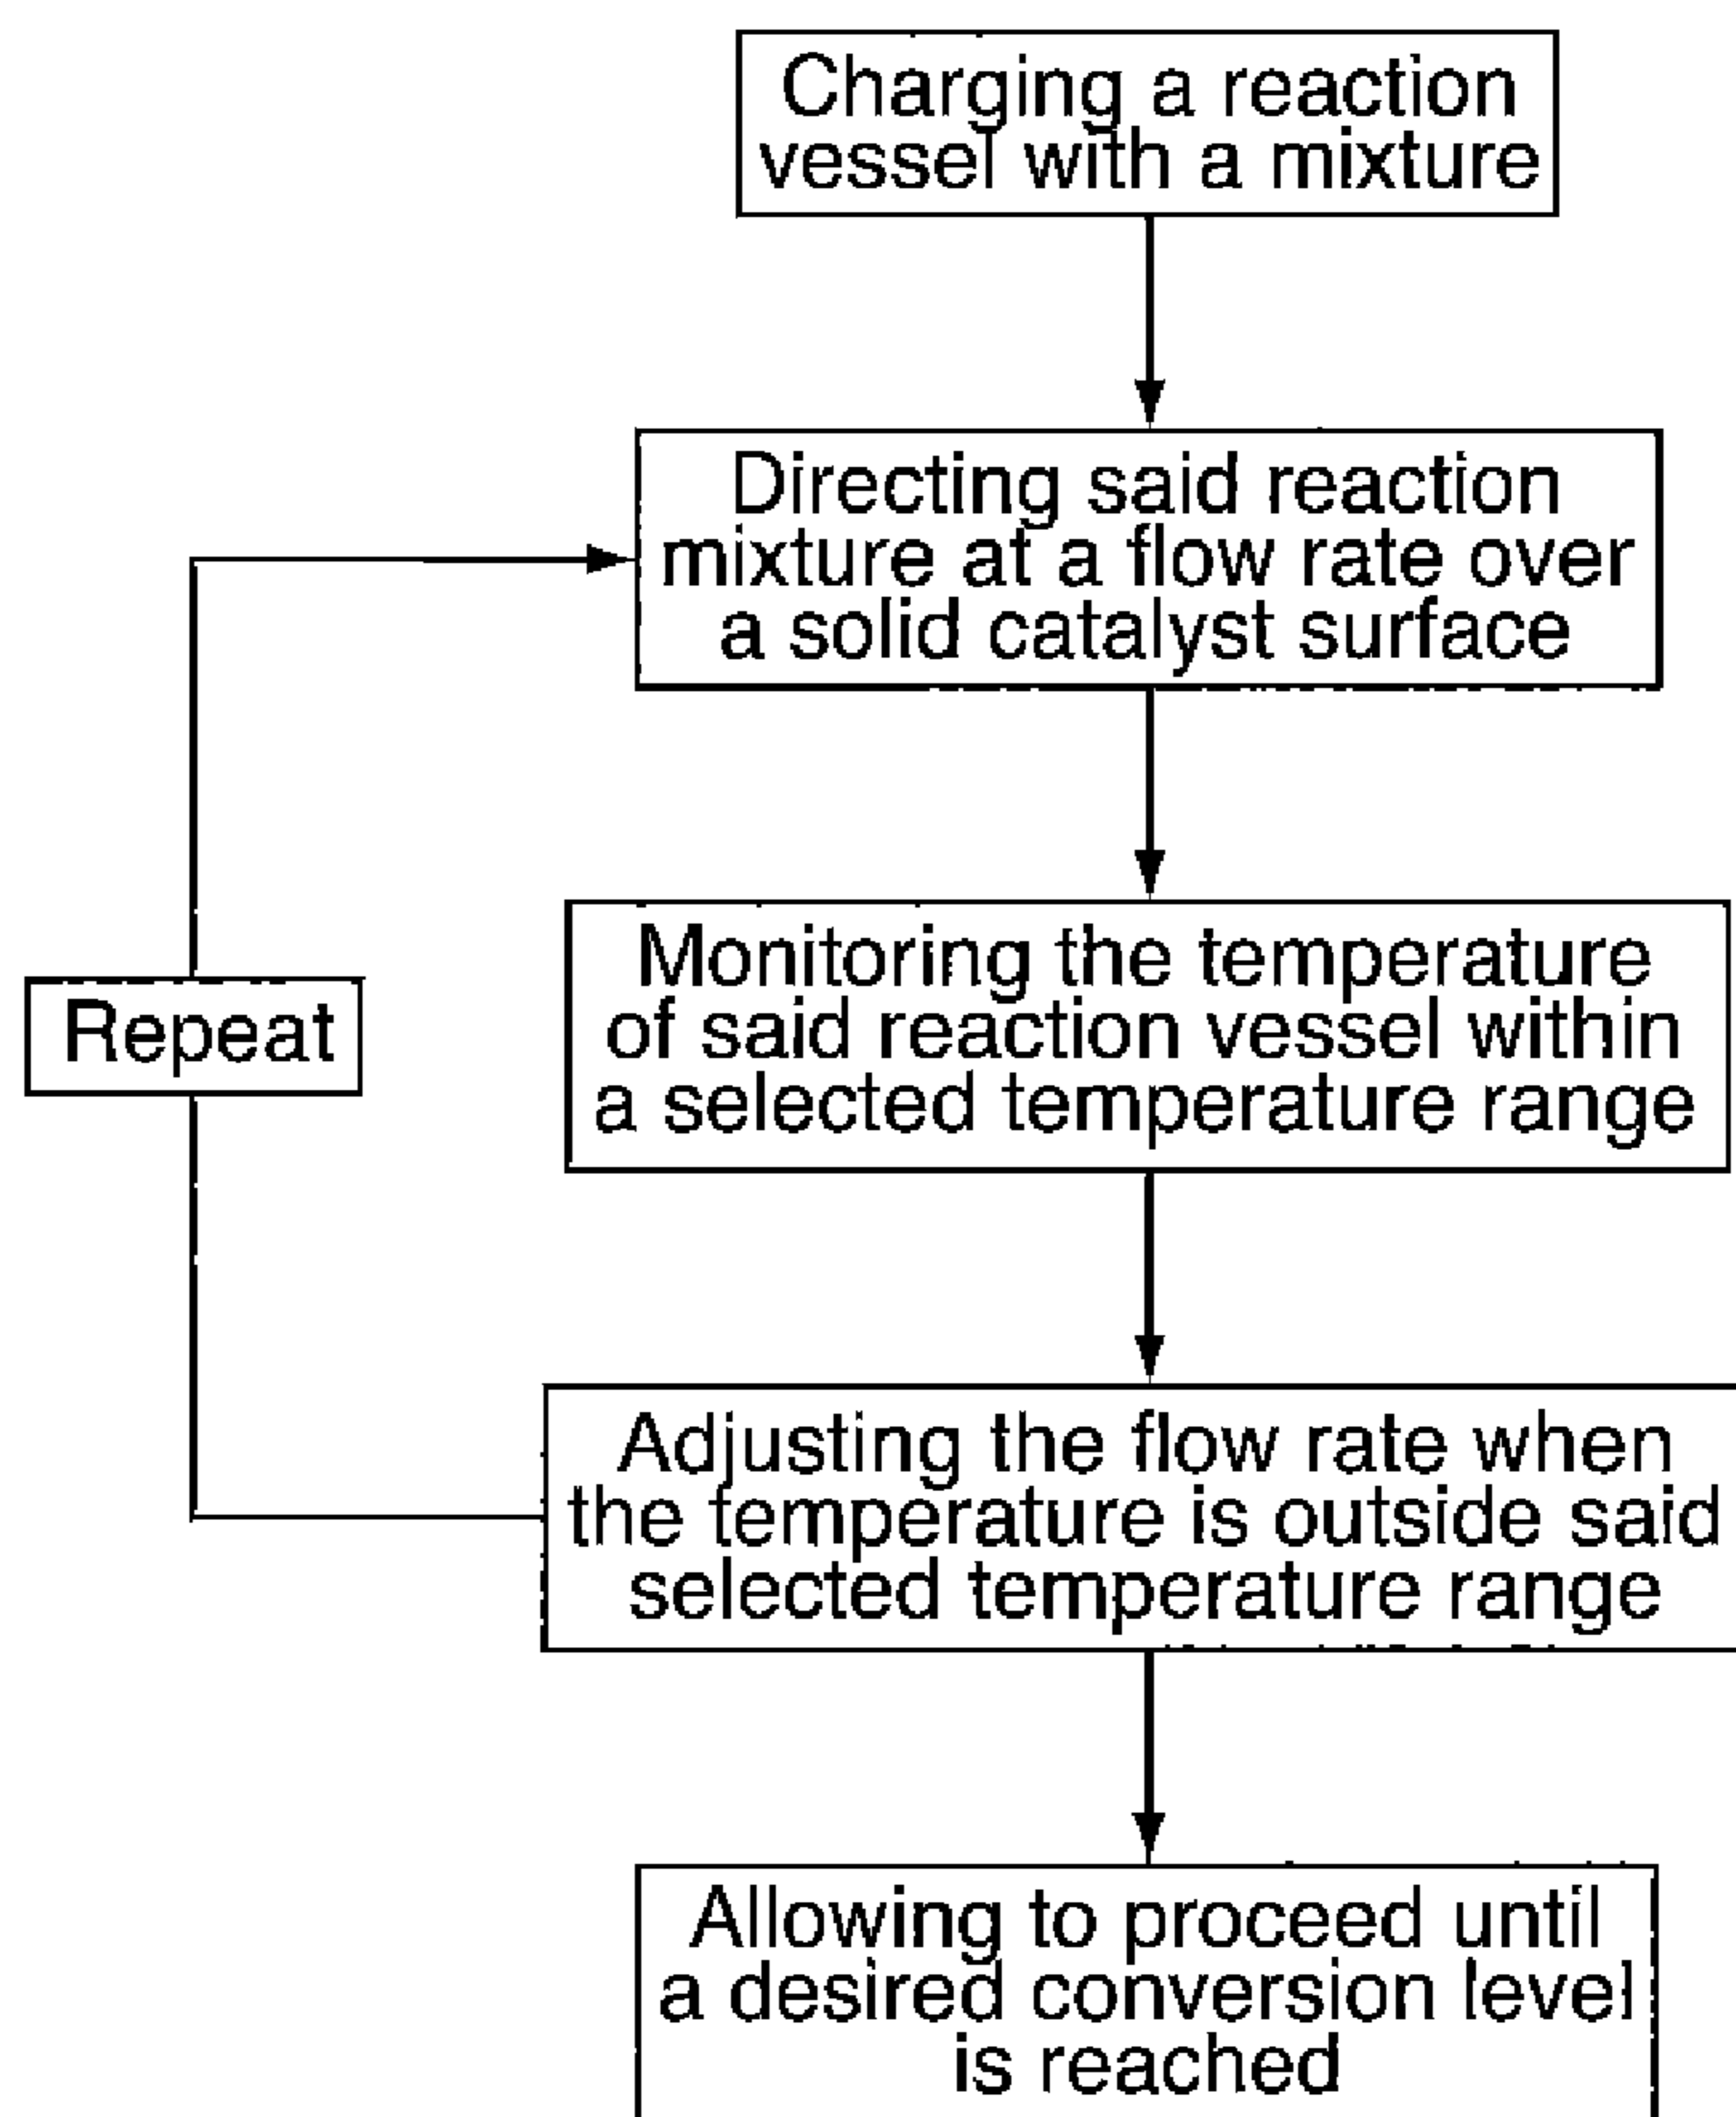 Charging a reaction
vessel with a mixture
Directing said reaction
mixture at a flow rate over
a solid catalyst surface
Monitoring the temperature
of said reaction vessel within
a selected temperature range
Repeat
Adjusting the flow rate when
the temperature is outside said
selected temperature range
Allowing to proceed until
a desired conversion level
is reached